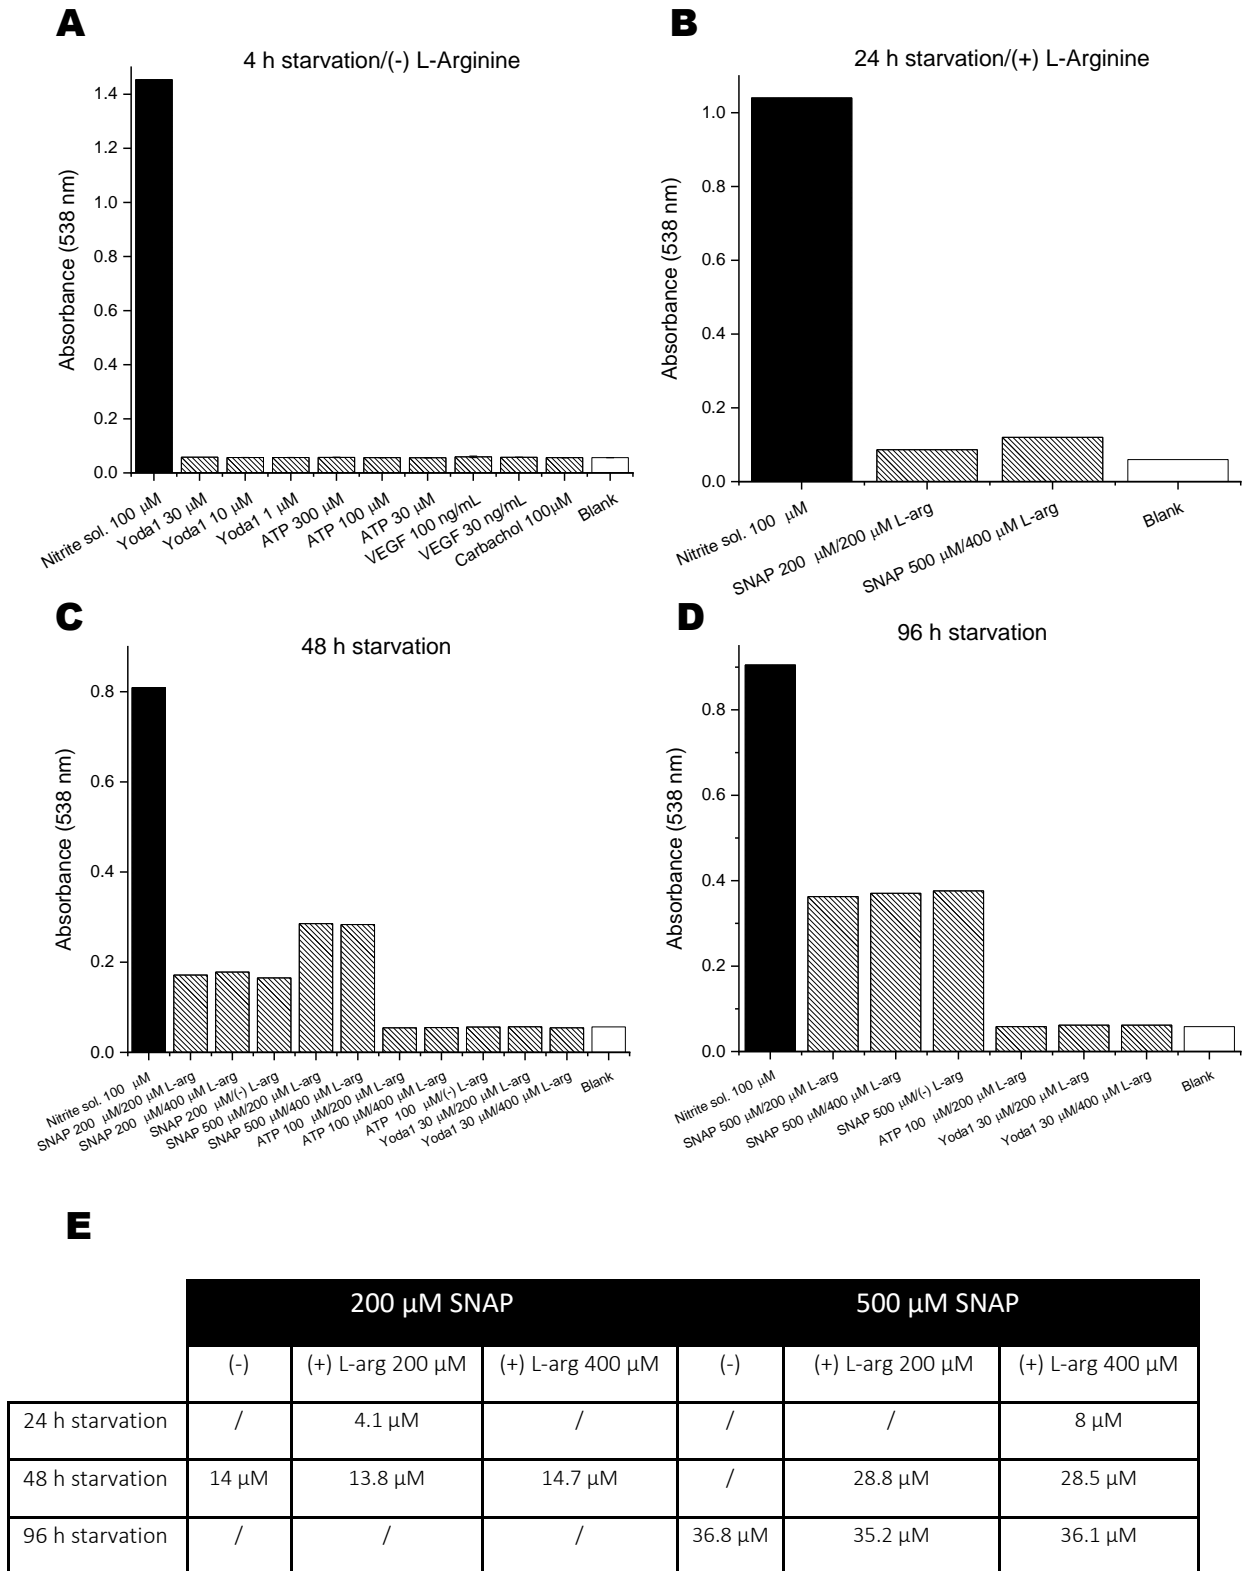 A
4 h starvation/(-) L-Arginine
Absorbance (538 nm)
1.4
1.2
1.0
0.8
0.6
0.4
0.2
0.0
Nitrite sol. 100 µM
Yoda1 30 µM
Yoda1 10 µM
Yoda1 1 µM
ATP 300 µM
ATP 100 µM
ATP 30 µM
VEGF 100 ng/mL
VEGF 30 ng/mL
Carbachol 100µM
Blank
B
24 h starvation/(+) L-Arginine
Absorbance (538 nm)
1.0
0.8
0.6
0.4
0.2
0.0
Nitrite sol. 100 µM
SNAP 200 µM/200 µM L-arg
SNAP 500 µM/400 µM L-arg
Blank
C
48 h starvation
Absorbance (538 nm)
0.8
0.6
0.4
0.2
0.0
Nitrite sol. 100 µM
SNAP 200 µM/200 µM L-arg
SNAP 200 µM/400 µM L-arg
SNAP 200 µM/(-) L-arg
SNAP 500 µM/200 µM L-arg
SNAP 500 µM/400 µM L-arg
ATP 100 µM/200 µM L-arg
ATP 100 µM/400 µM L-arg
ATP 100 µM/(-) L-arg
Yoda1 30 µM/200 µM L-arg
Yoda1 30 µM/400 µM L-arg
Blank
D
96 h starvation
Absorbance (538 nm)
0.8
0.6
0.4
0.2
0.0
Nitrite sol. 100 µM
SNAP 500 µM/200 µM L-arg
SNAP 500 µM/400 µM L-arg
SNAP 500 µM/(-) L-arg
ATP 100 µM/200 µM L-arg
Yoda1 30 µM/200 µM L-arg
Yoda1 30 µM/400 µM L-arg
Blank
E
200 µM SNAP 500 µM SNAP
(-) (+) L-arg 200 µM (+) L-arg 400 µM (-) (+) L-arg 200 µM (+) L-arg 400 µM
24 h starvation / 4.1 µM / / / 8 µM
48 h starvation 14 µM 13.8 µM 14.7 µM / 28.8 µM 28.5 µM
96 h starvation / / / 36.8 µM 35.2 µM 36.1 µM